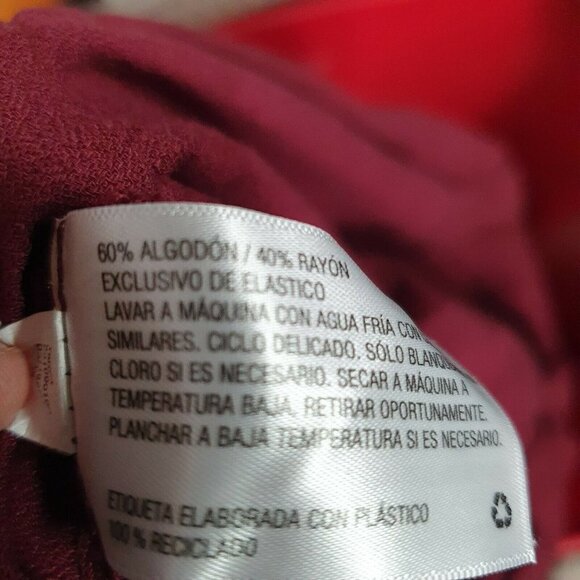 60% ALGODÓN / 40% RAYÓN
EXCLUSIVO DE ELASTICO
LAVAR A MÁQUINA CON AGUA FRÍA CON
SIMILARES. CICLO DELICADO. SÓLO
CLORO SI ES NECESARIO. SECAR A MÁQUINA A
TEMPERATURA BAJA. RETIRAR OPORTUNAMENTE.
PLANCHAR A BAJA TEMPERATURA SI ES NECESARIO.
ETIQUETA ELABORADA CON PLÁSTICO
100% RECICLADO